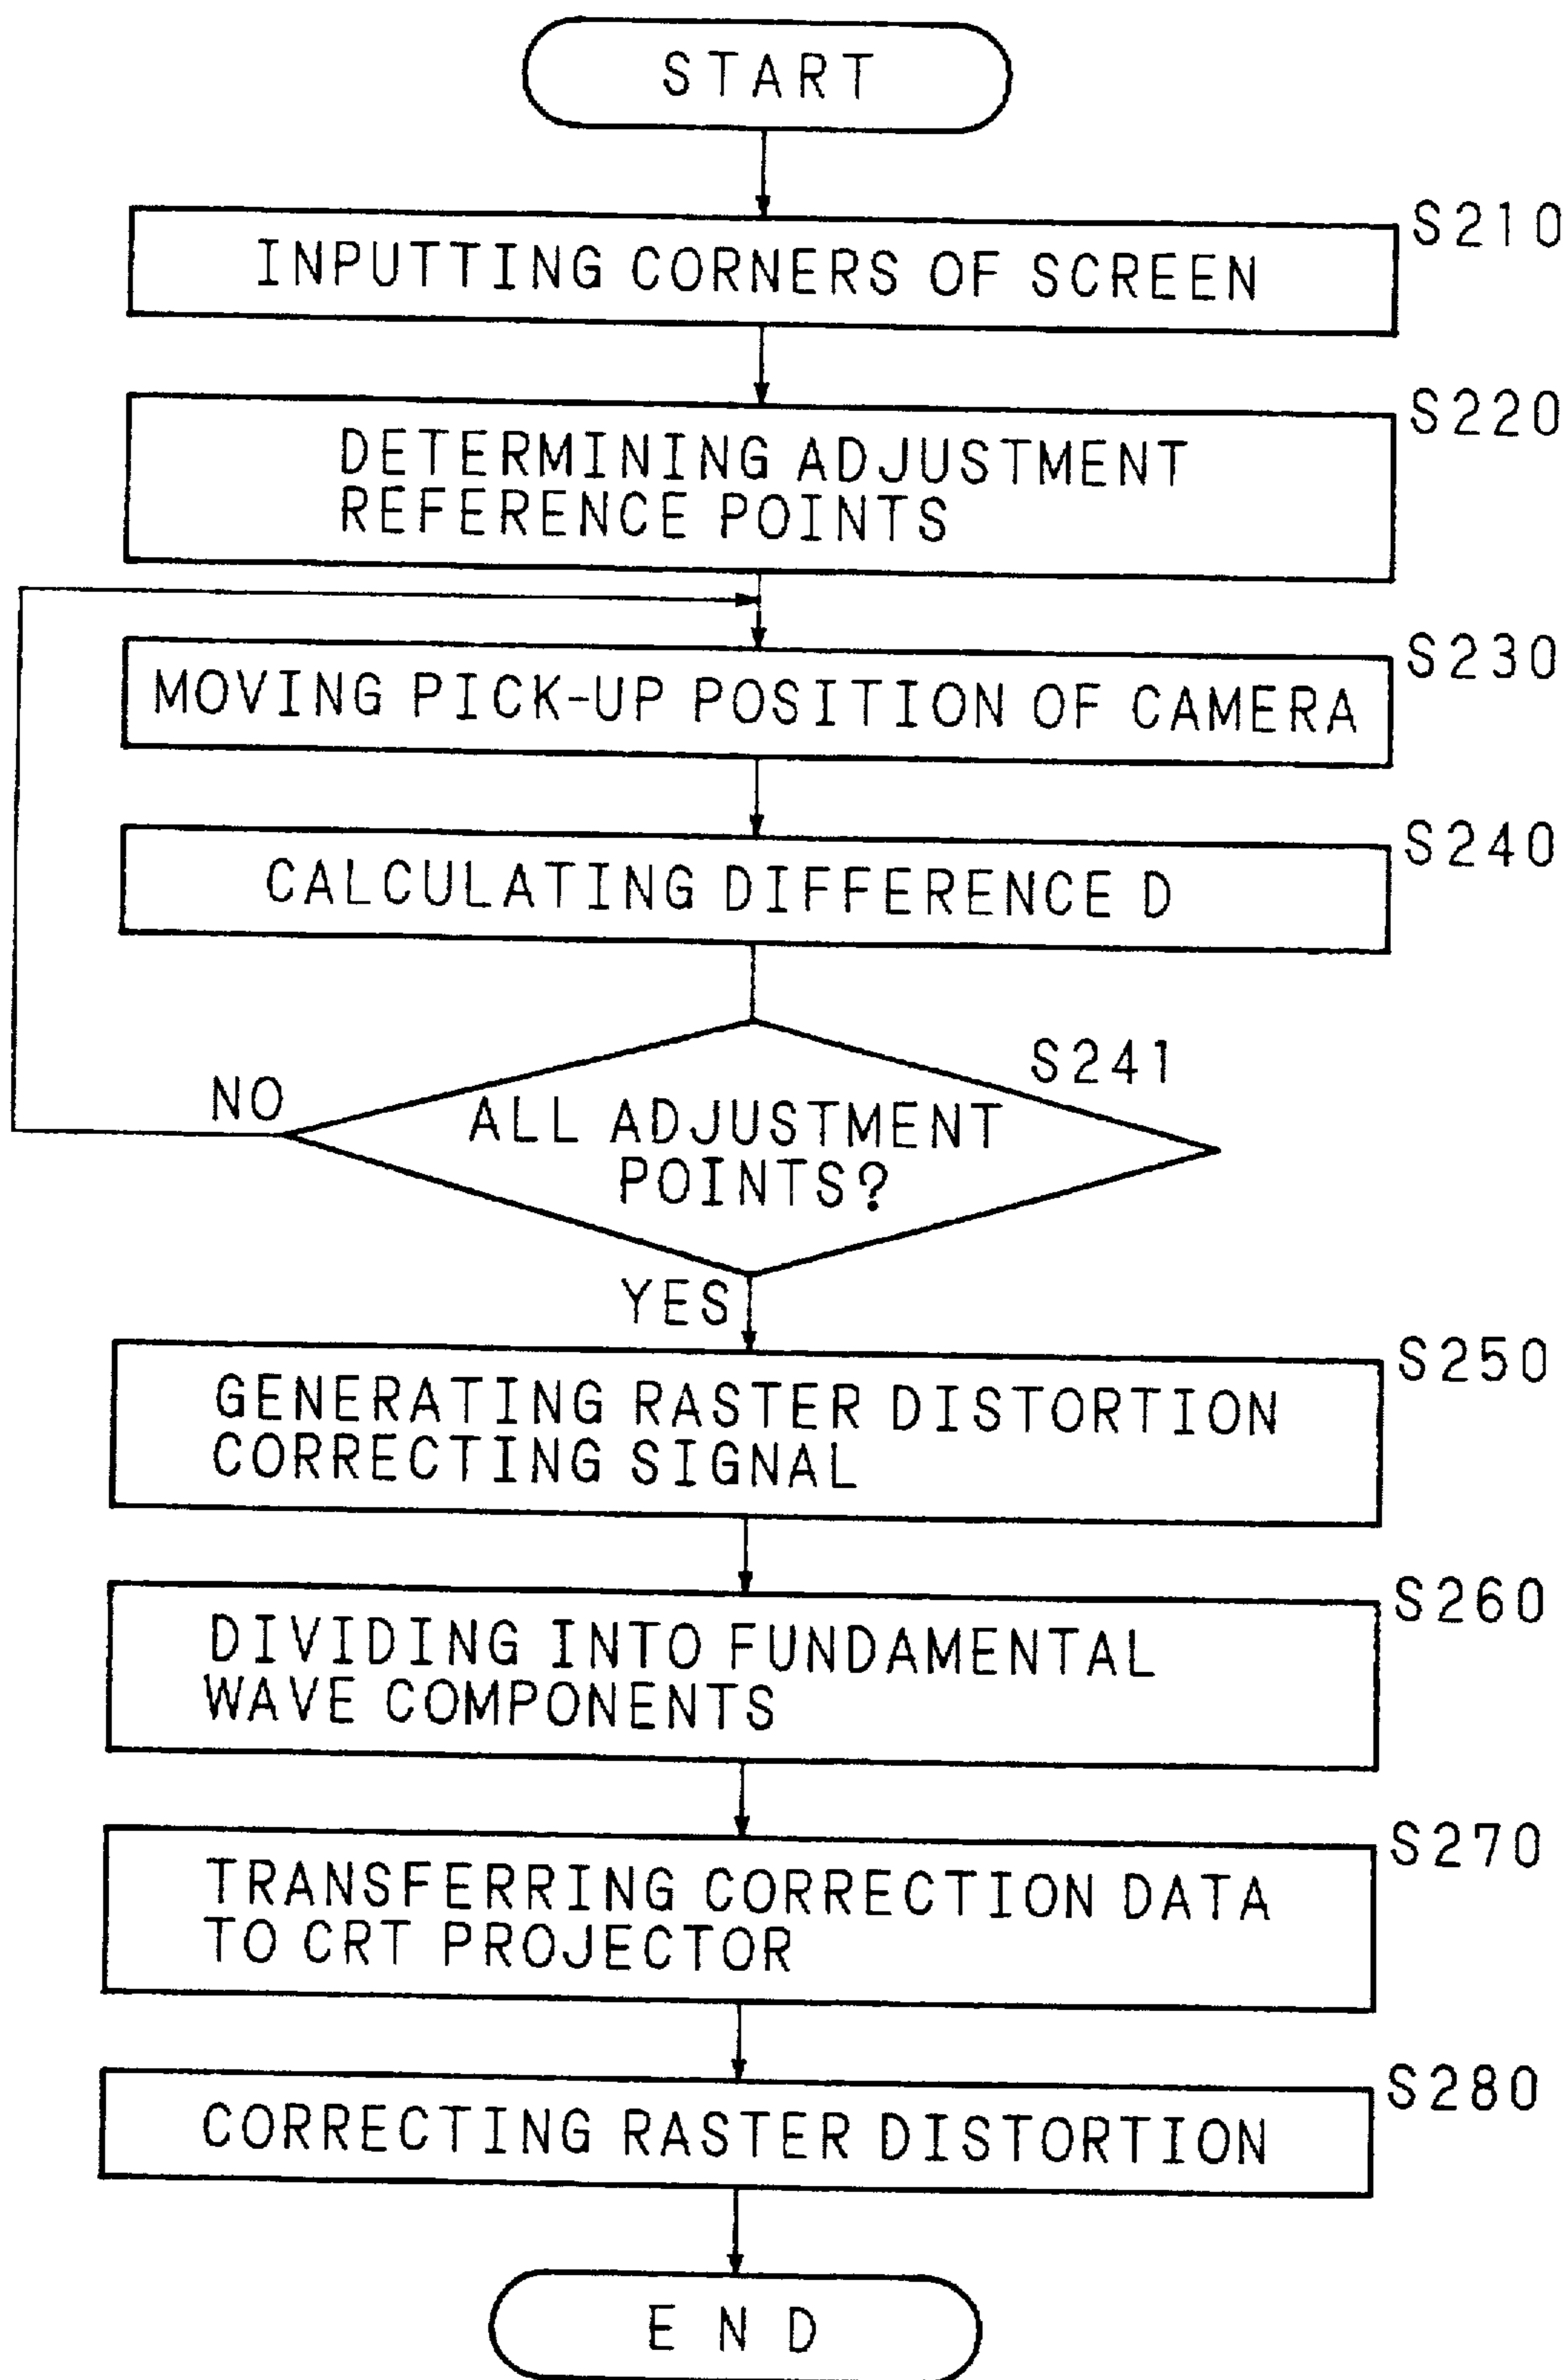 START
S210
INPUTTING CORNERS OF SCREEN
S220
DETERMINING ADJUSTMENT
REFERENCE POINTS
S230
MOVING PICK-UP POSITION OF CAMERA
S240
CALCULATING DIFFERENCE D
S241
NO
ALL ADJUSTMENT
POINTS?
YES
S250
GENERATING RASTER DISTORTION
CORRECTING SIGNAL
S260
DIVIDING INTO FUNDAMENTAL
WAVE COMPONENTS
S270
TRANSFERRING CORRECTION DATA
TO CRT PROJECTOR
S280
CORRECTING RASTER DISTORTION
END